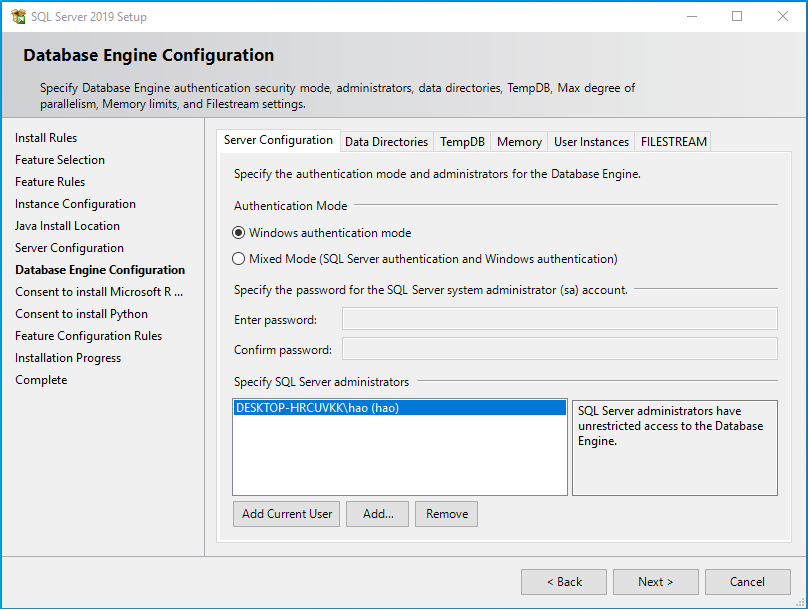 SQL Server 2019 Setup
Database Engine Configuration
Specify Database Engine authentication security mode, administrators, data directories, TempDB, Max degree of
parallelism, Memory limits, and Filestream settings.
Install Rules
Feature Selection
Feature Rules
Instance Configuration
Java Install Location
Server Configuration
Database Engine Configuration
Consent to install Microsoft R ...
Consent to install Python
Feature Configuration Rules
Installation Progress
Complete
Server Configuration Data Directories TempDB Memory User Instances FILESTREAM
Specify the authentication mode and administrators for the Database Engine.
Authentication Mode
Windows authentication mode
Mixed Mode (SQL Server authentication and Windows authentication)
Specify the password for the SQL Server system administrator (sa) account.
Enter password:
Confirm password:
Specify SQL Server administrators
DESKTOP-HRCUVKK\hao (hao)
SQL Server administrators have
unrestricted access to the Database
Engine.
Add Current User Add... Remove
< Back Next > Cancel